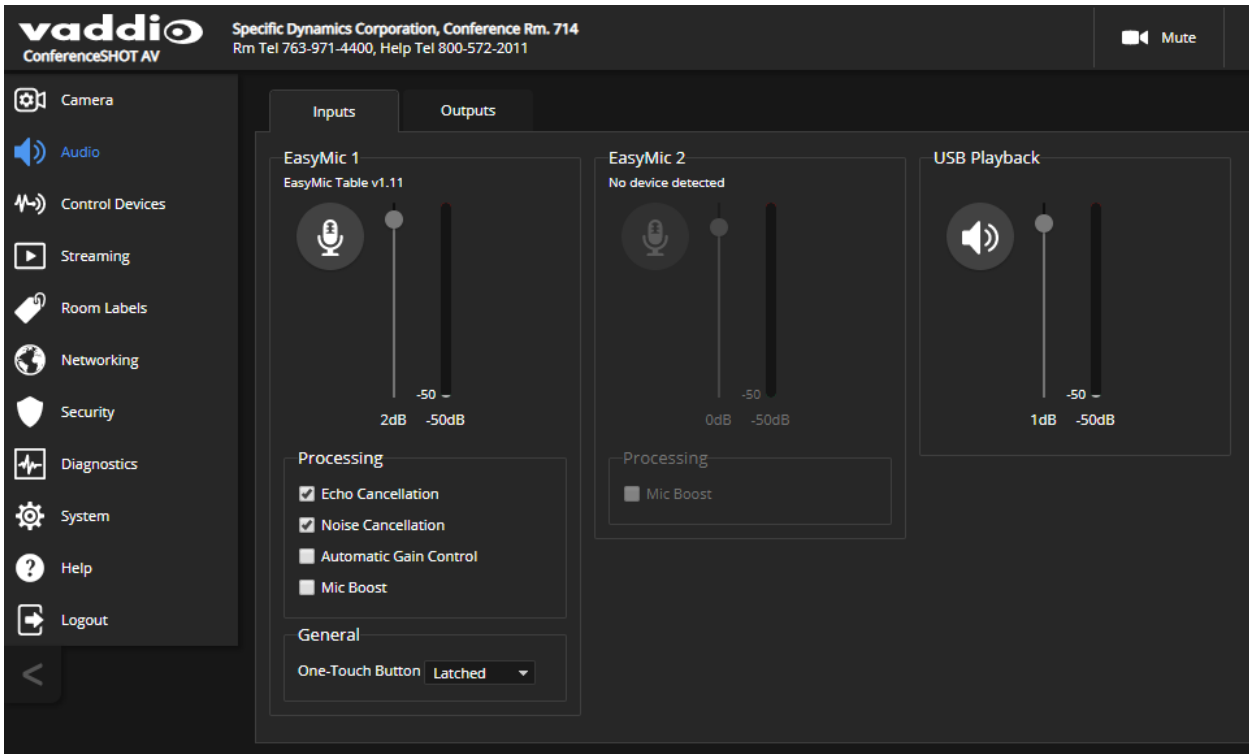 vaddio
ConferenceSHOT AV
Specific Dynamics Corporation, Conference Rm. 714
Rm Tel 763-971-4400, Help Tel 800-572-2011
Mute
Camera
Audio
Control Devices
Streaming
Room Labels
Networking
Security
Diagnostics
System
Help
Logout
<
Inputs
Outputs
EasyMic 1
EasyMic Table v1.11
-50
2dB -50dB
Processing
Echo Cancellation
Noise Cancellation
Automatic Gain Control
Mic Boost
General
One-Touch Button Latched
EasyMic 2
No device detected
-50
0dB -50dB
Processing
Mic Boost
USB Playback
-50
1dB -50dB